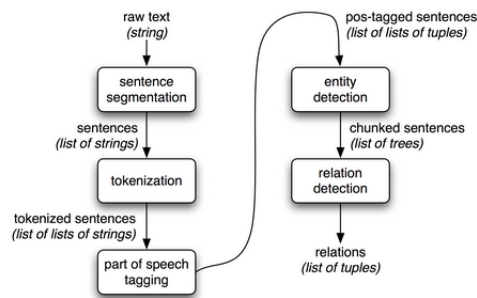 raw text
(string)
sentence
segmentation
sentences
(list of strings)
tokenization
tokenized sentences
(list of lists of strings)
part of speech
tagging
pos-tagged sentences
(list of lists of tuples)
entity
detection
chunked sentences
(list of trees)
relation
detection
relations
(list of tuples)